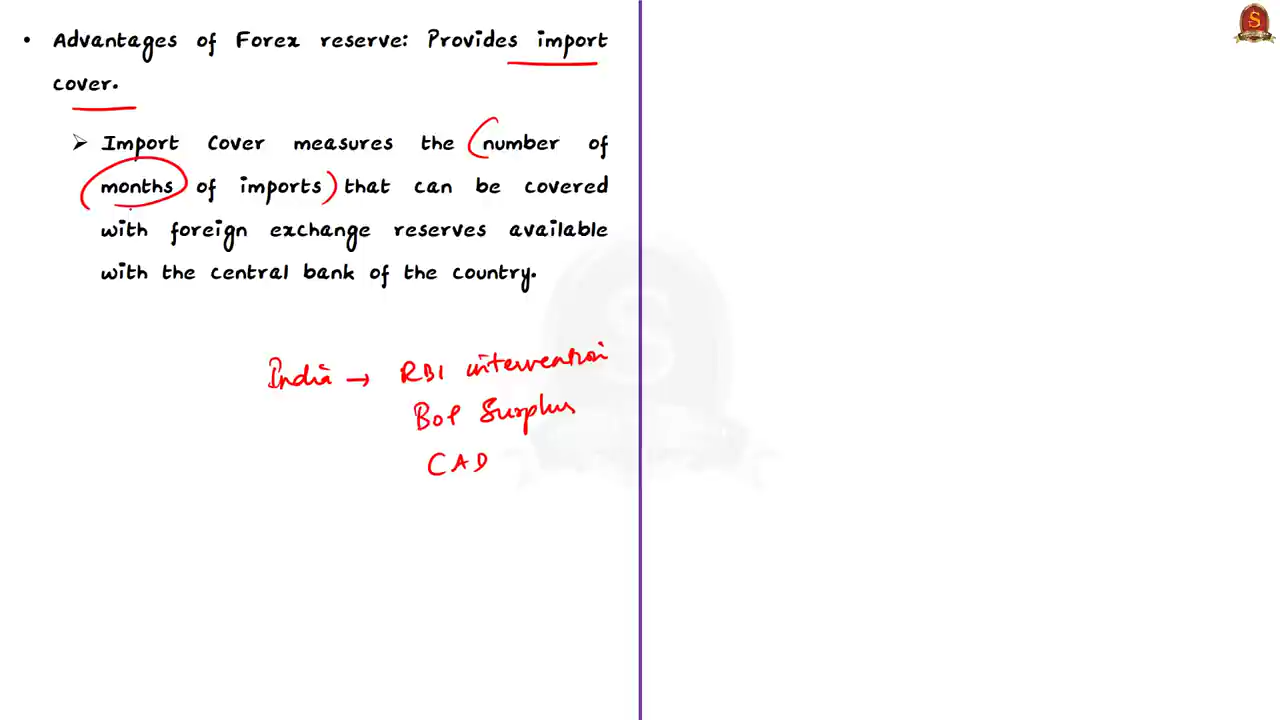 • Advantages of Forex reserve: Provides import
cover.
➢ Import Cover measures the (number of
months of imports) that can be covered
with foreign exchange reserves available
with the central bank of the country.
India → RBI intervention
BoP Surplus
CAD